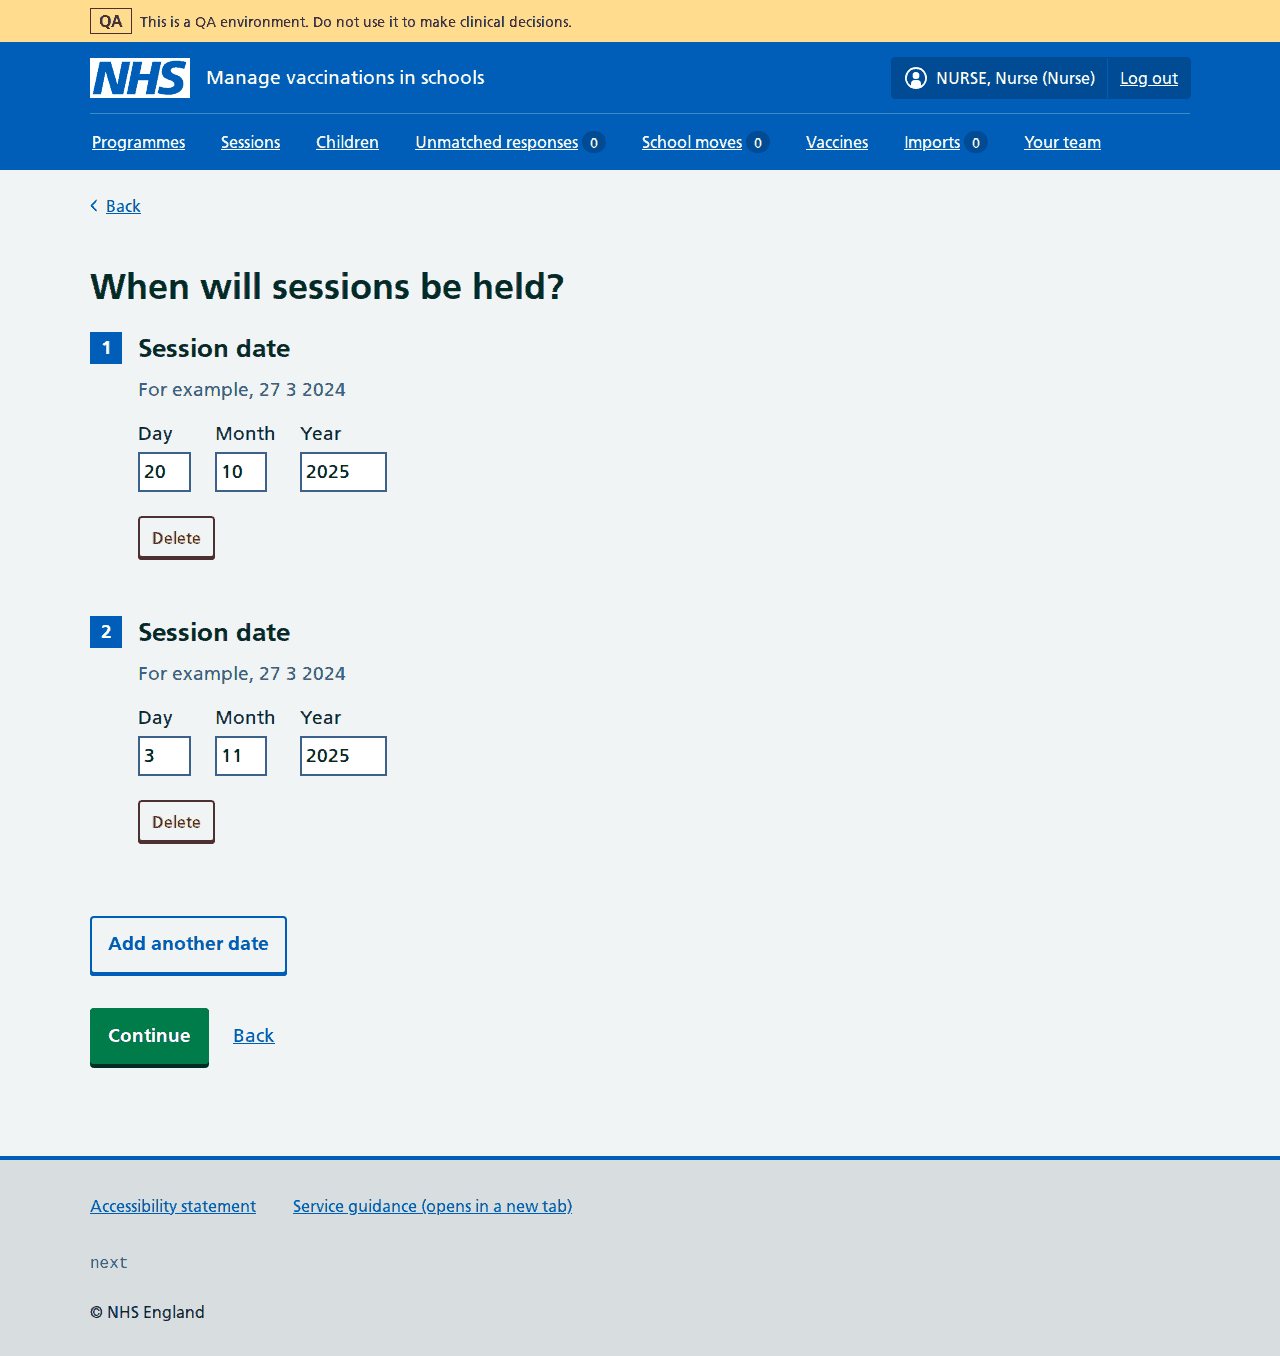 QA This is a QA environment. Do not use it to make clinical decisions.
NHS Manage vaccinations in schools NURSE, Nurse (Nurse) Log out
Programmes Sessions Children Unmatched responses 0 School moves 0 Vaccines Imports 0 Your team
Back
When will sessions be held?
1 Session date
For example, 27 3 2024
Day Month Year
20 10 2025
Delete
2 Session date
For example, 27 3 2024
Day Month Year
3 11 2025
Delete
Add another date
Continue Back
Accessibility statement Service guidance (opens in a new tab)
next
© NHS England